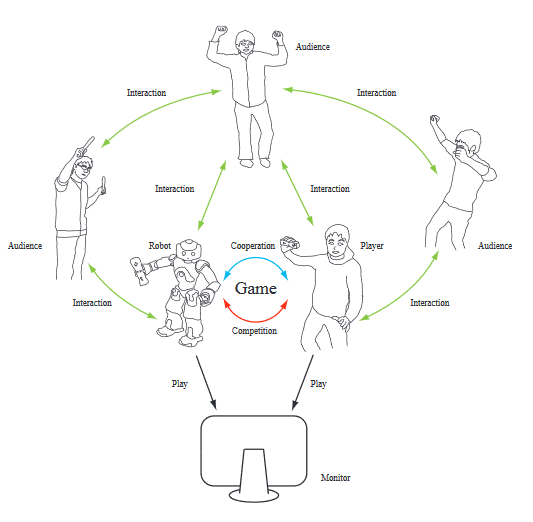 Audience
Interaction
Interaction
Interaction
Interaction
Audience
Robot
Cooperation
Player
Audience
Game
Interaction
Interaction
Competition
Play
Play
Monitor